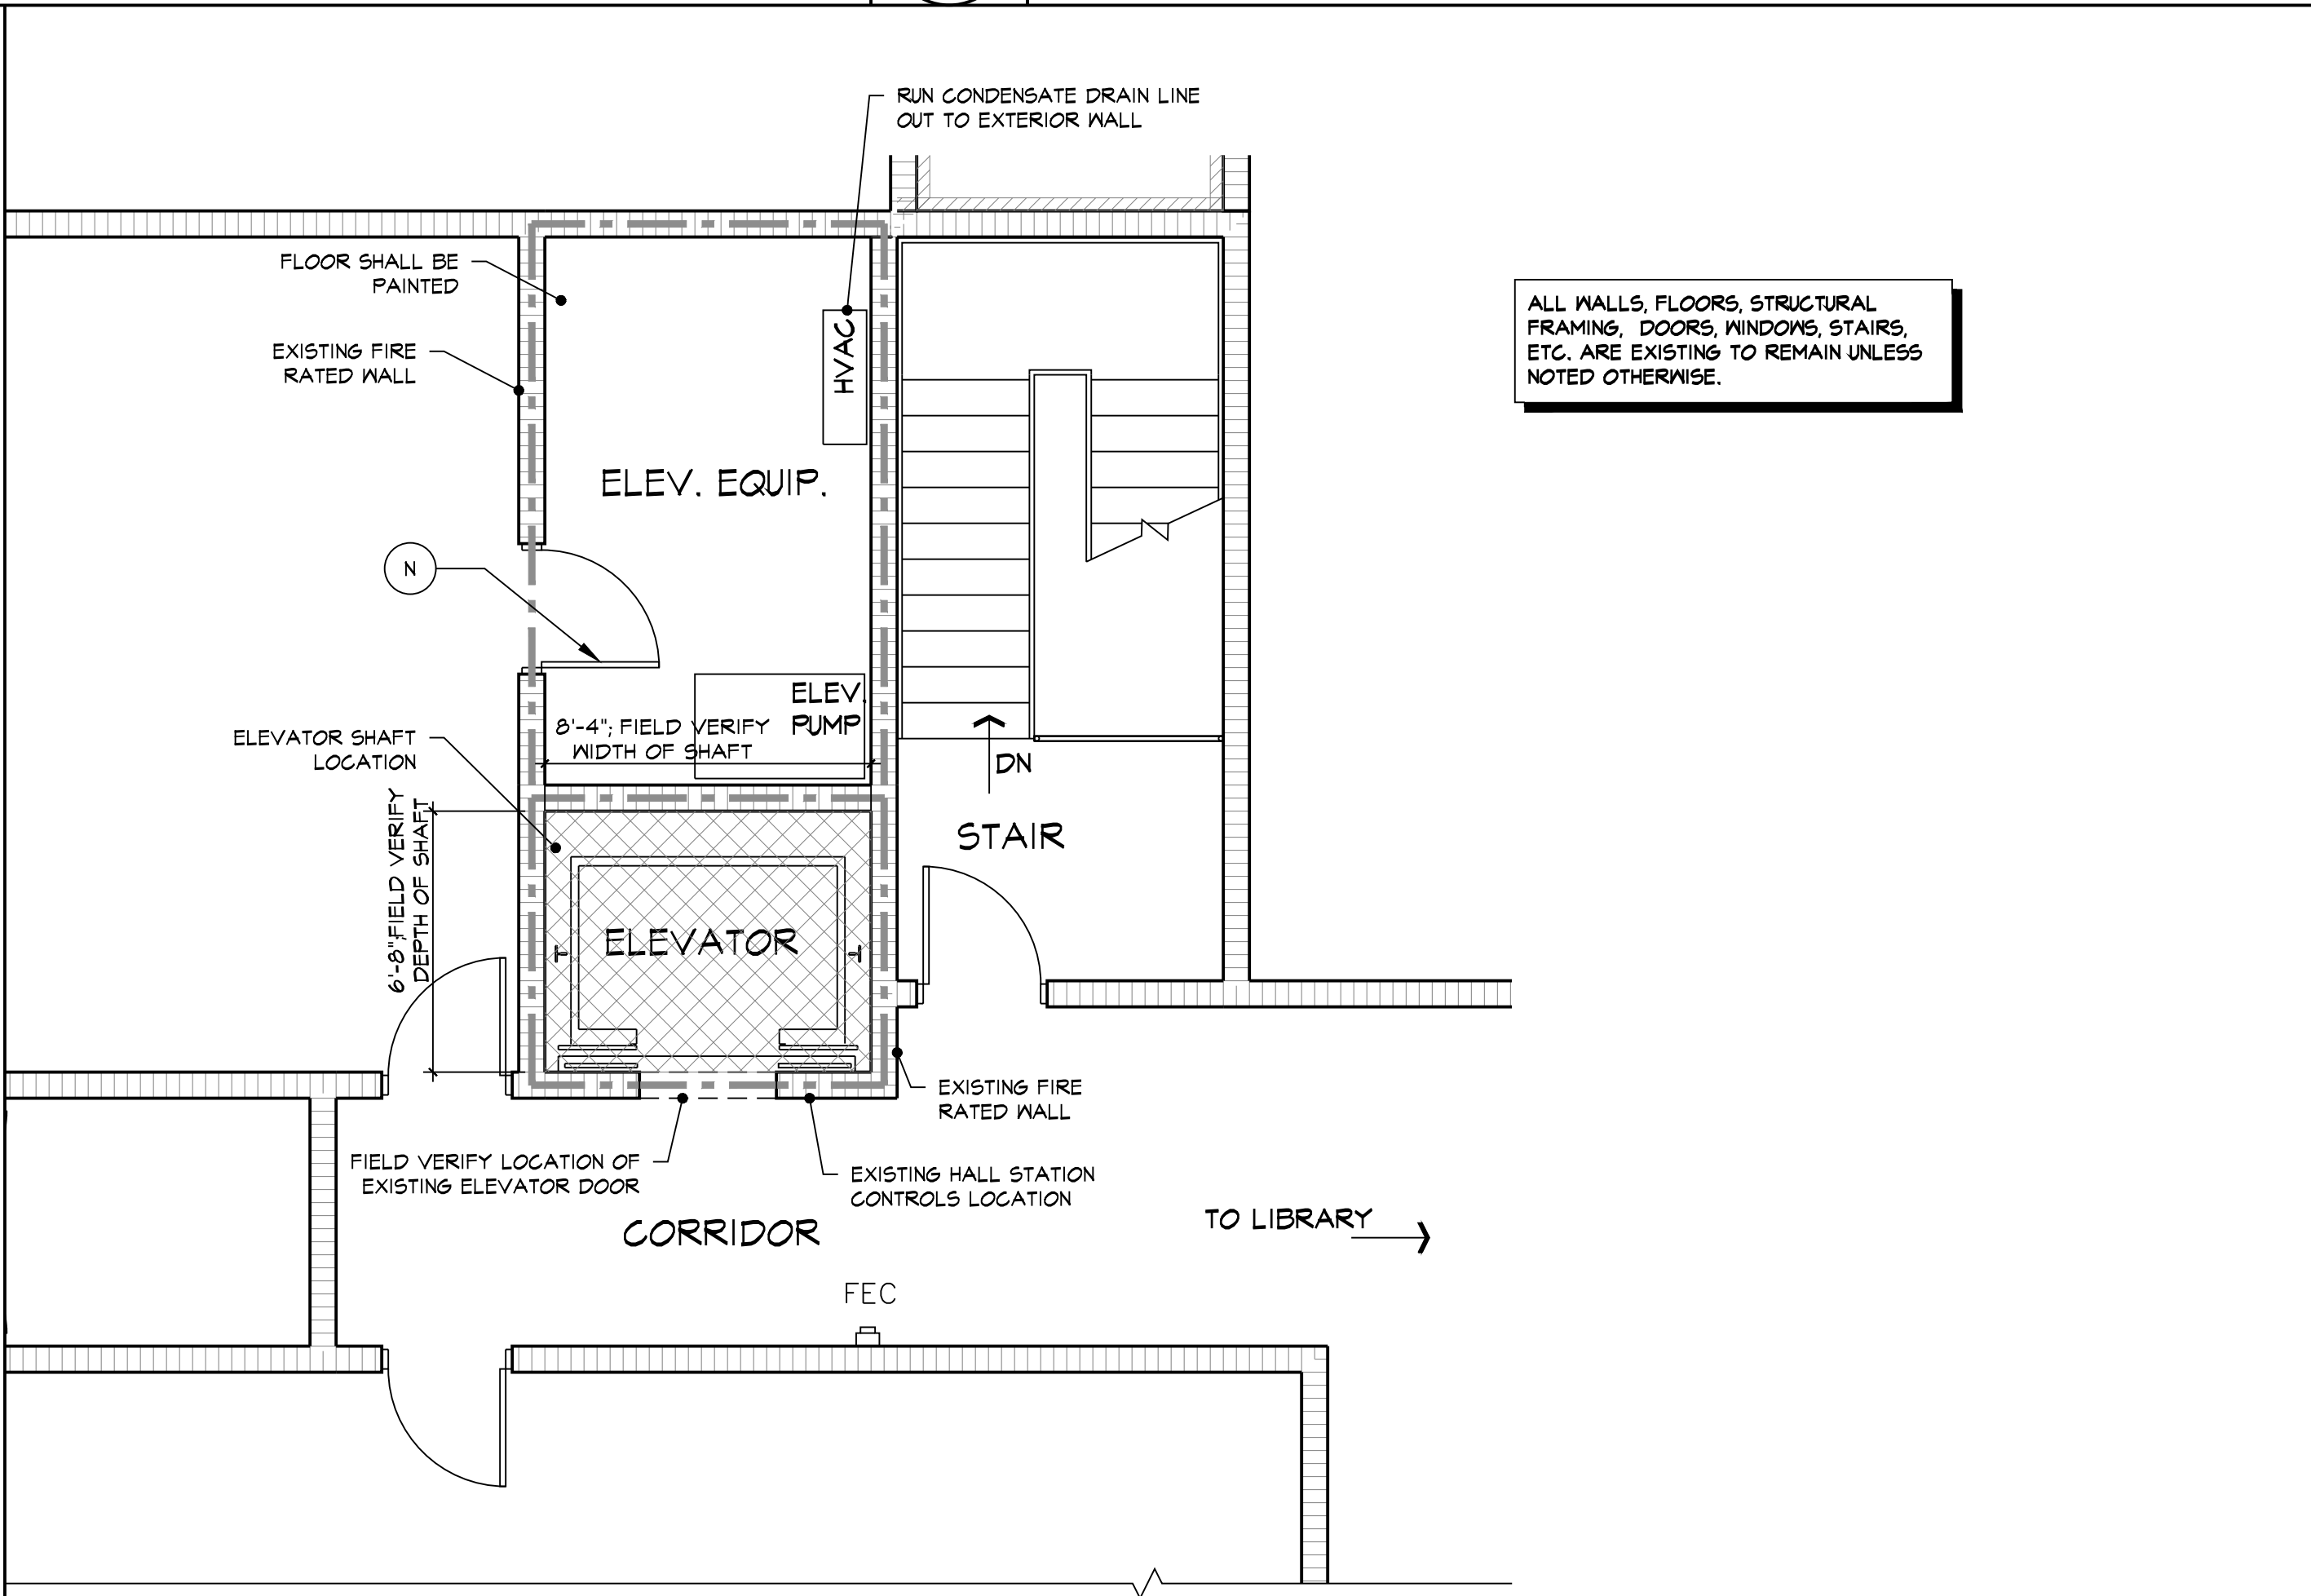 RUN CONDENSATE DRAIN LINE
OUT TO EXTERIOR WALL
FLOOR SHALL BE
PAINTED
EXISTING FIRE
RATED WALL
HVAC
ALL WALLS, FLOORS, STRUCTURAL
FRAMING, DOORS, WINDOWS, STAIRS,
ETC. ARE EXISTING TO REMAIN UNLESS
NOTED OTHERWISE.
ELEV. EQUIP.
N
ELEV.
PUMP
8'-4"; FIELD VERIFY
WIDTH OF SHAFT
ELEVATOR SHAFT
LOCATION
DN
STAIR
6'-8";FIELD VERIFY
DEPTH OF SHAFT
ELEVATOR
EXISTING FIRE
RATED WALL
FIELD VERIFY LOCATION OF
EXISTING ELEVATOR DOOR
EXISTING HALL STATION
CONTROLS LOCATION
CORRIDOR
TO LIBRARY
FEC